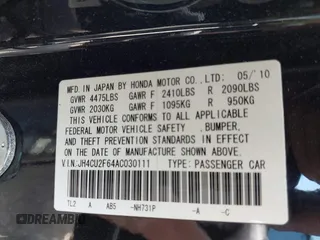 MFD. IN JAPAN BY HONDA MOTOR CO.,LTD: 05/'10
GVWR 4475LBS GAWR F 2410LBS R 2090LBS
GVWR 2030KG GAWR F 1095KG R 950KG
THIS VEHICLE CONFORMS TO ALL APPLICABLE
FEDERAL MOTOR VEHICLE SAFETY ,BUMPER,
AND THEFT PREVENTION STANDARDS IN EFFECT
ON THE DATE OF MANUFACTURE SHOWN ABOVE.
V.I.N.:JH4CU2F64AC030111 TYPE:PASSENGER CAR
TL2 A AB5 -NH731P -A -C
DREAMBID